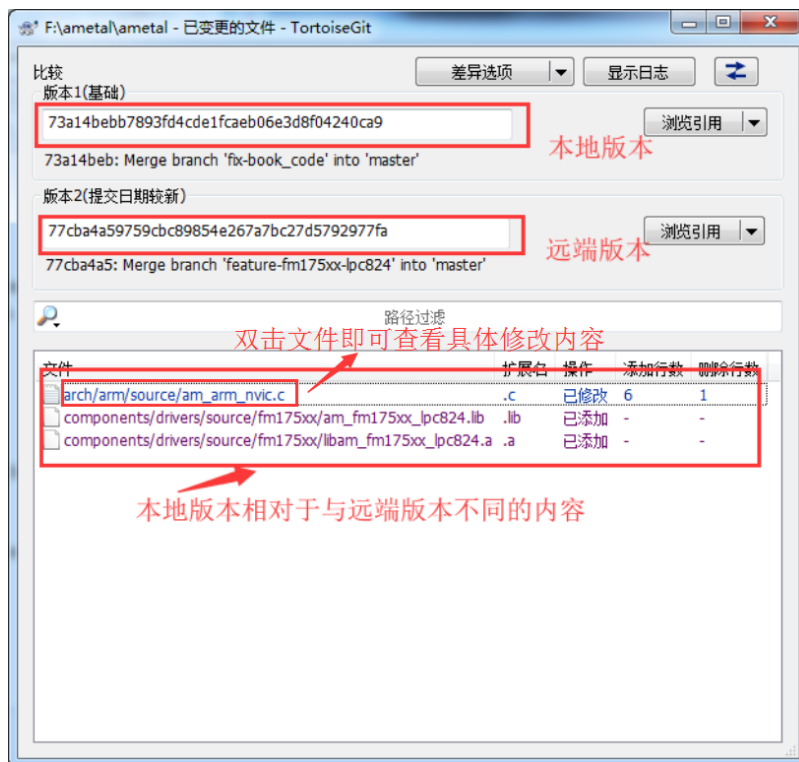 F:\ametal\ametal - 已变更的文件 - TortoiseGit
比较
差异选项
显示日志
版本1(基础)
73a14bebb7893fd4cde1fcaeb06e3d8f04240ca9
浏览引用
本地版本
73a14beb: Merge branch 'fix-book_code' into 'master'
版本2(提交日期较新)
77cba4a59759cbc89854e267a7bc27d5792977fa
浏览引用
远端版本
77cba4a5: Merge branch 'feature-fm175xx-lpc824' into 'master'
路径过滤
双击文件即可查看具体修改内容
文件 扩展名 操作 添加行数 删除行数
arch/arm/source/am_arm_nvic.c .c 已修改 6 1
components/drivers/source/fm175xx/am_fm175xx_lpc824.lib .lib 已添加 - -
components/drivers/source/fm175xx/libam_fm175xx_lpc824.a .a 已添加 - -
本地版本相对于与远端版本不同的内容